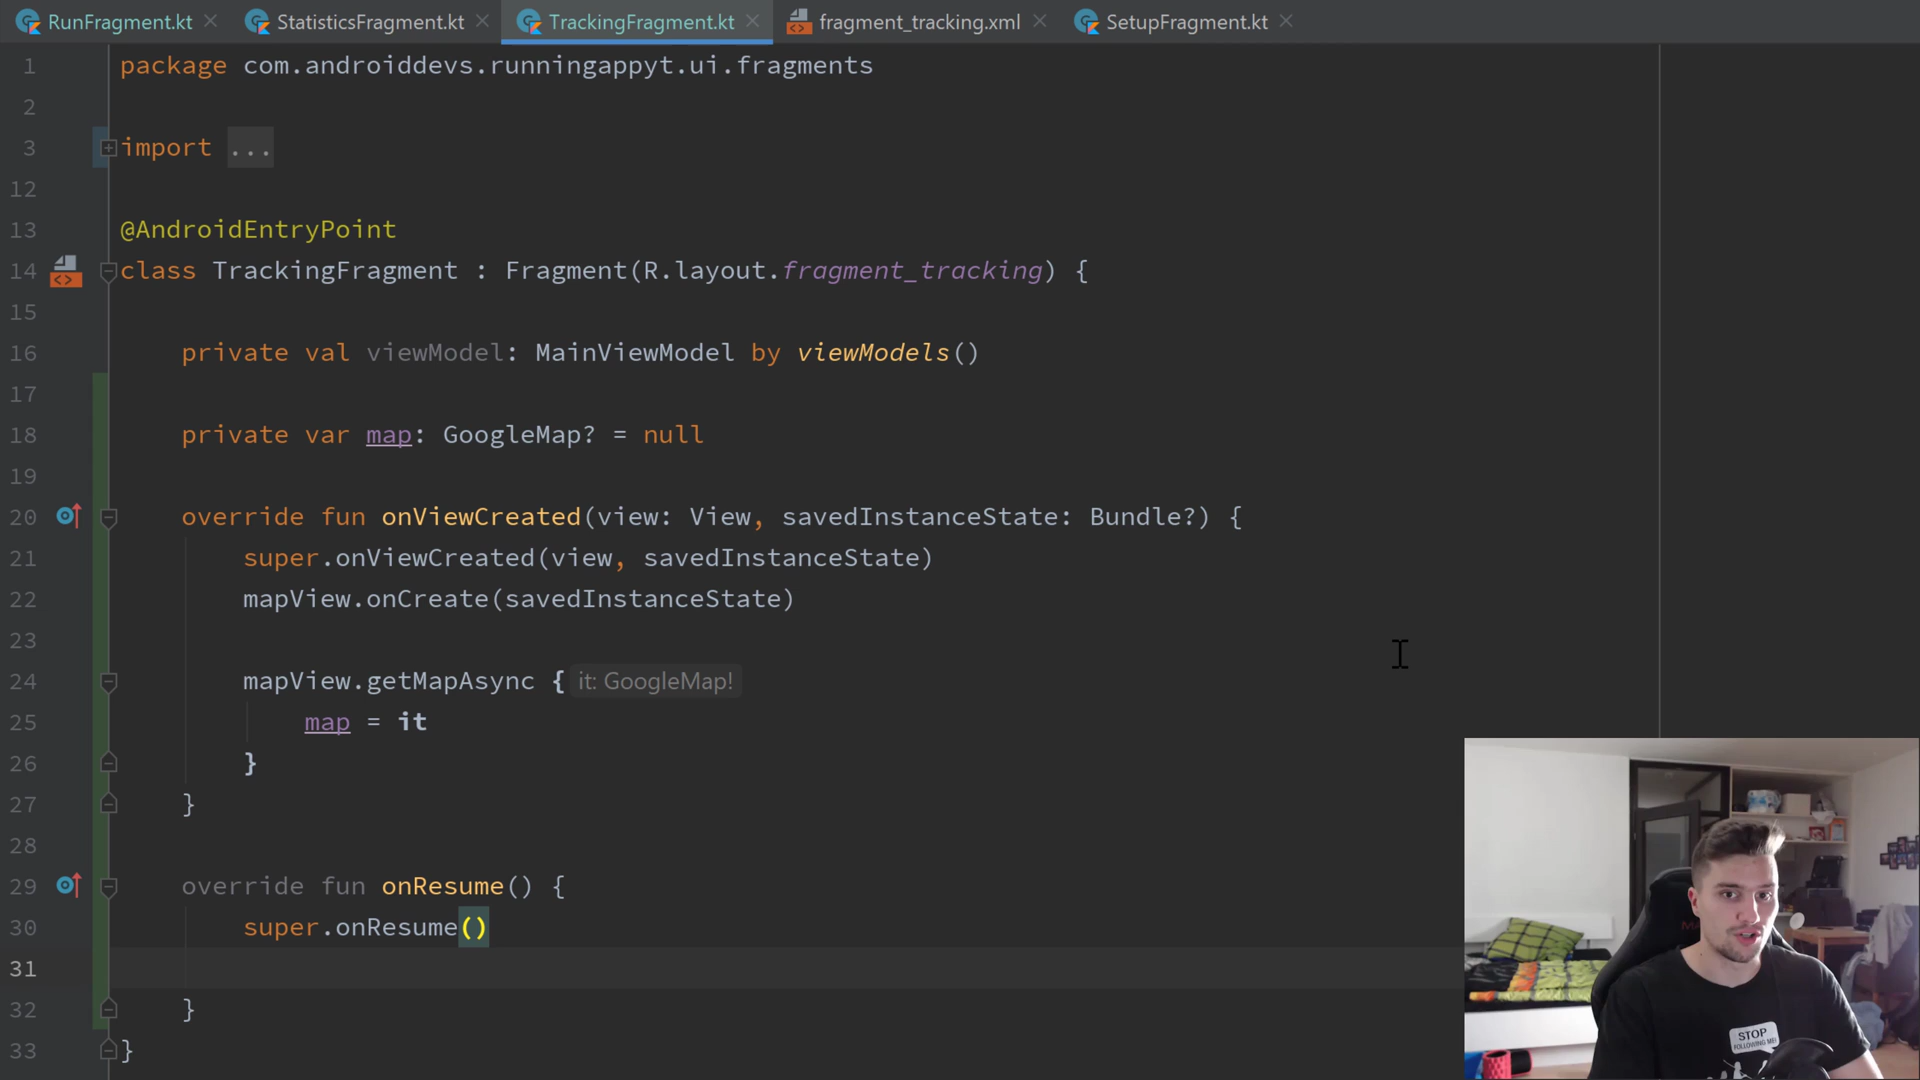 RunFragment.kt StatisticsFragment.kt TrackingFragment.kt fragment_tracking.xml SetupFragment.kt
1 package com.androiddevs.runningappyt.ui.fragments
2
3 import ...
12
13 @AndroidEntryPoint
14 class TrackingFragment : Fragment(R.layout.fragment_tracking) {
15
16 private val viewModel: MainViewModel by viewModels()
17
18 private var map: GoogleMap? = null
19
20 override fun onViewCreated(view: View, savedInstanceState: Bundle?) {
21 super.onViewCreated(view, savedInstanceState)
22 mapView.onCreate(savedInstanceState)
23
24 mapView.getMapAsync { it: GoogleMap!
25 map = it
26 }
27 }
28
29 override fun onResume() {
30 super.onResume()
31
32 }
33 }
STOP
FOLLOWING ME!